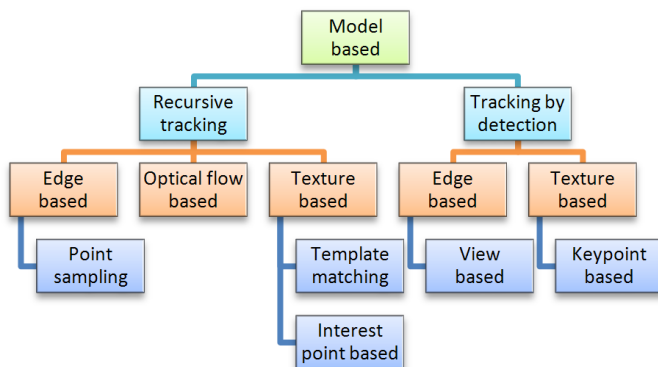 Model
based
Recursive
tracking
Tracking by
detection
Edge
based
Optical flow
based
Texture
based
Edge
based
Texture
based
Point
sampling
Template
matching
View
based
Keypoint
based
Interest
point based